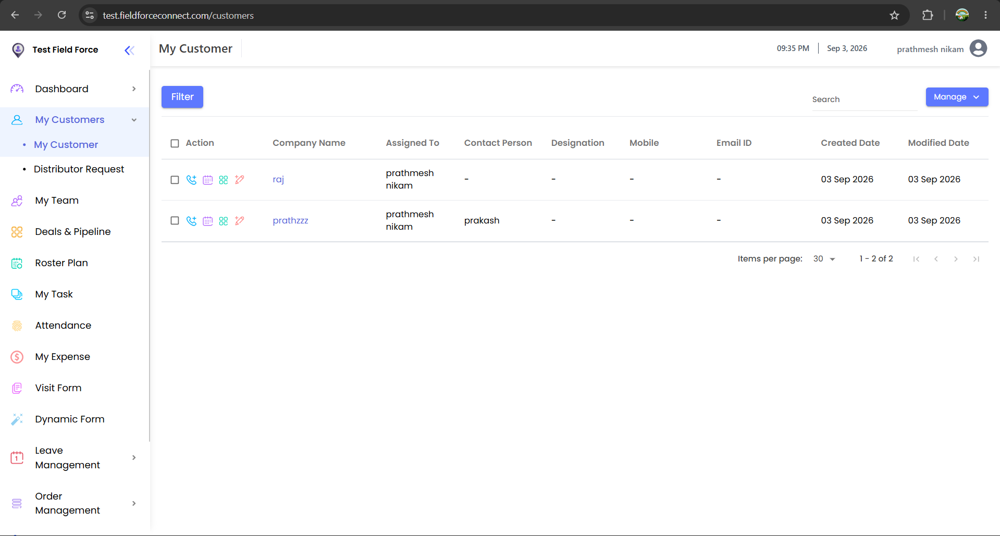 test.fieldforceconnect.com/customers
Test Field Force
My Customer
09:35 PM
Sep 3, 2026
prathmesh nikam
Dashboard
My Customers
My Customer
Distributor Request
My Team
Deals & Pipeline
Roster Plan
My Task
Attendance
My Expense
Visit Form
Dynamic Form
1
Leave
Management
Order
Management
Filter
Search
Manage
Action Company Name Assigned To Contact Person Designation Mobile Email ID Created Date Modified Date
raj prathmesh nikam - - - - 03 Sep 2026 03 Sep 2026
prathzzz prathmesh nikam prakash - - - 03 Sep 2026 03 Sep 2026
Items per page: 30 1 - 2 of 2